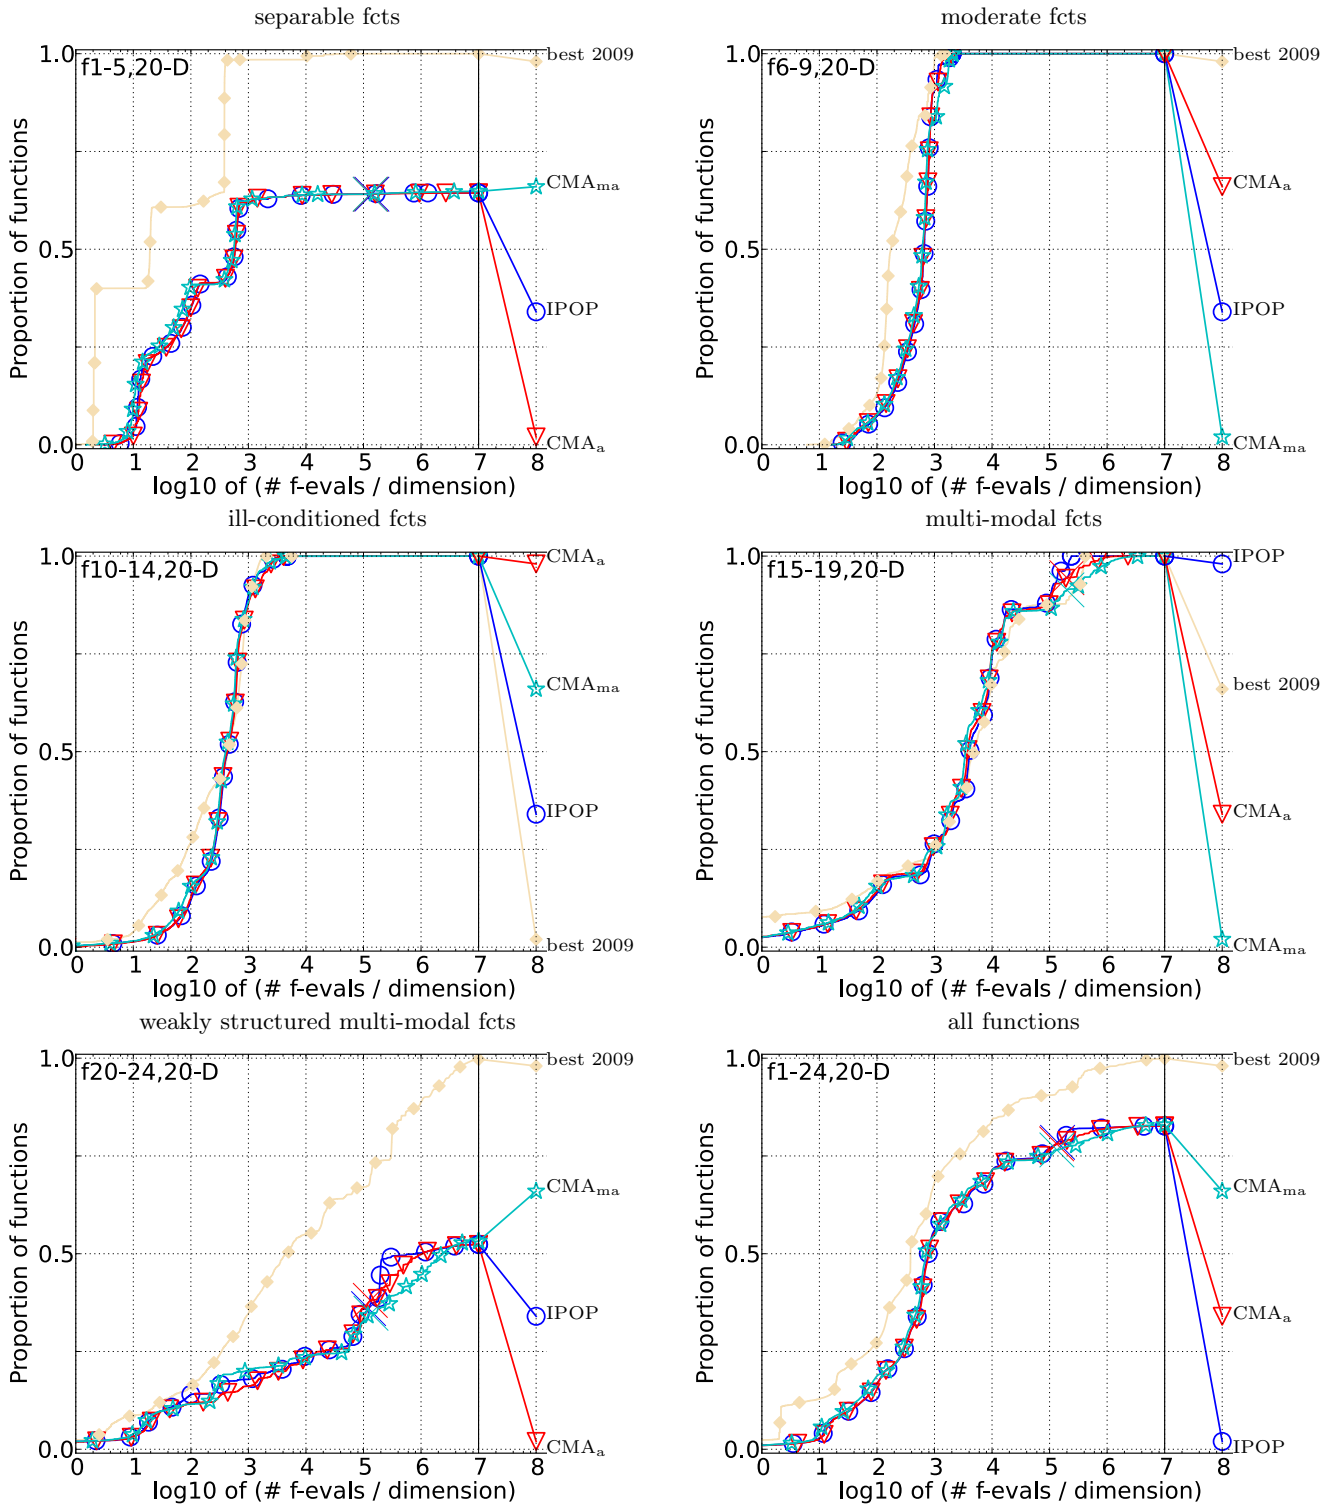 separable fcts
f1-5,20-D
1.0
0.5
0.0
Proportion of functions
best 2009
CMAma
IPOP
CMAa
0 1 2 3 4 5 6 7 8
log10 of (# f-evals / dimension)
moderate fcts
f6-9,20-D
1.0
0.5
0.0
Proportion of functions
best 2009
CMAa
IPOP
CMAma
0 1 2 3 4 5 6 7 8
log10 of (# f-evals / dimension)
ill-conditioned fcts
f10-14,20-D
1.0
0.5
0.0
Proportion of functions
CMAa
CMAma
IPOP
best 2009
0 1 2 3 4 5 6 7 8
log10 of (# f-evals / dimension)
multi-modal fcts
f15-19,20-D
1.0
0.5
0.0
Proportion of functions
IPOP
best 2009
CMAa
CMAma
0 1 2 3 4 5 6 7 8
log10 of (# f-evals / dimension)
weakly structured multi-modal fcts
f20-24,20-D
1.0
0.5
0.0
Proportion of functions
best 2009
CMAma
IPOP
CMAa
0 1 2 3 4 5 6 7 8
log10 of (# f-evals / dimension)
all functions
f1-24,20-D
1.0
0.5
0.0
Proportion of functions
best 2009
CMAma
CMAa
IPOP
0 1 2 3 4 5 6 7 8
log10 of (# f-evals / dimension)